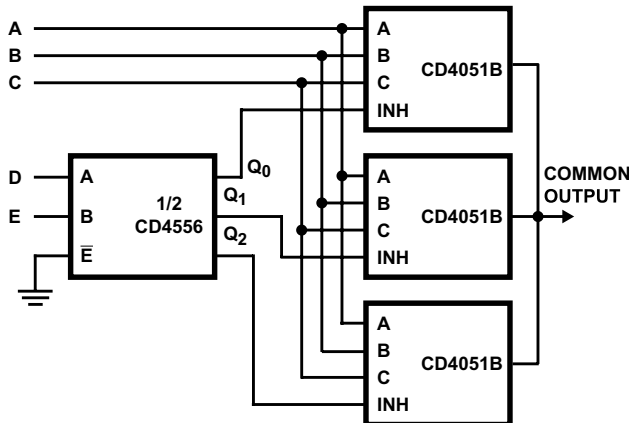 A
B
C
A
B
C
INH
CD4051B
D
E
A
B
E̅
1/2
CD4556
Q0
Q1
Q2
A
B
C
INH
CD4051B
COMMON
OUTPUT
A
B
C
INH
CD4051B